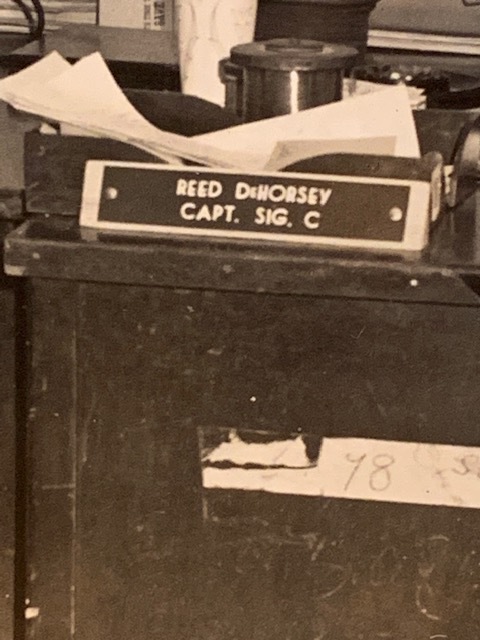 REED DeHORSEY
CAPT. SIG. C
98